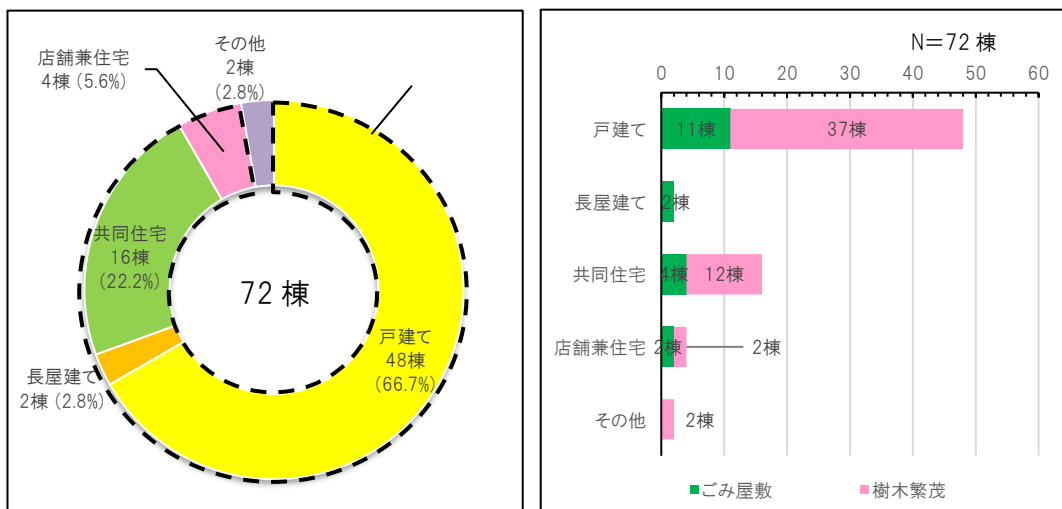 店舗兼住宅
4棟 (5.6%)
その他
2棟
(2.8%)
共同住宅
16棟
(22.2%)
72 棟
戸建て
48棟
(66.7%)
長屋建て
2棟 (2.8%)
N＝72 棟
0 10 20 30 40 50 60
戸建て 11棟 37棟
長屋建て 2棟
共同住宅 4棟 12棟
店舗兼住宅 2棟 2棟
その他 2棟
ごみ屋敷 樹木繁茂